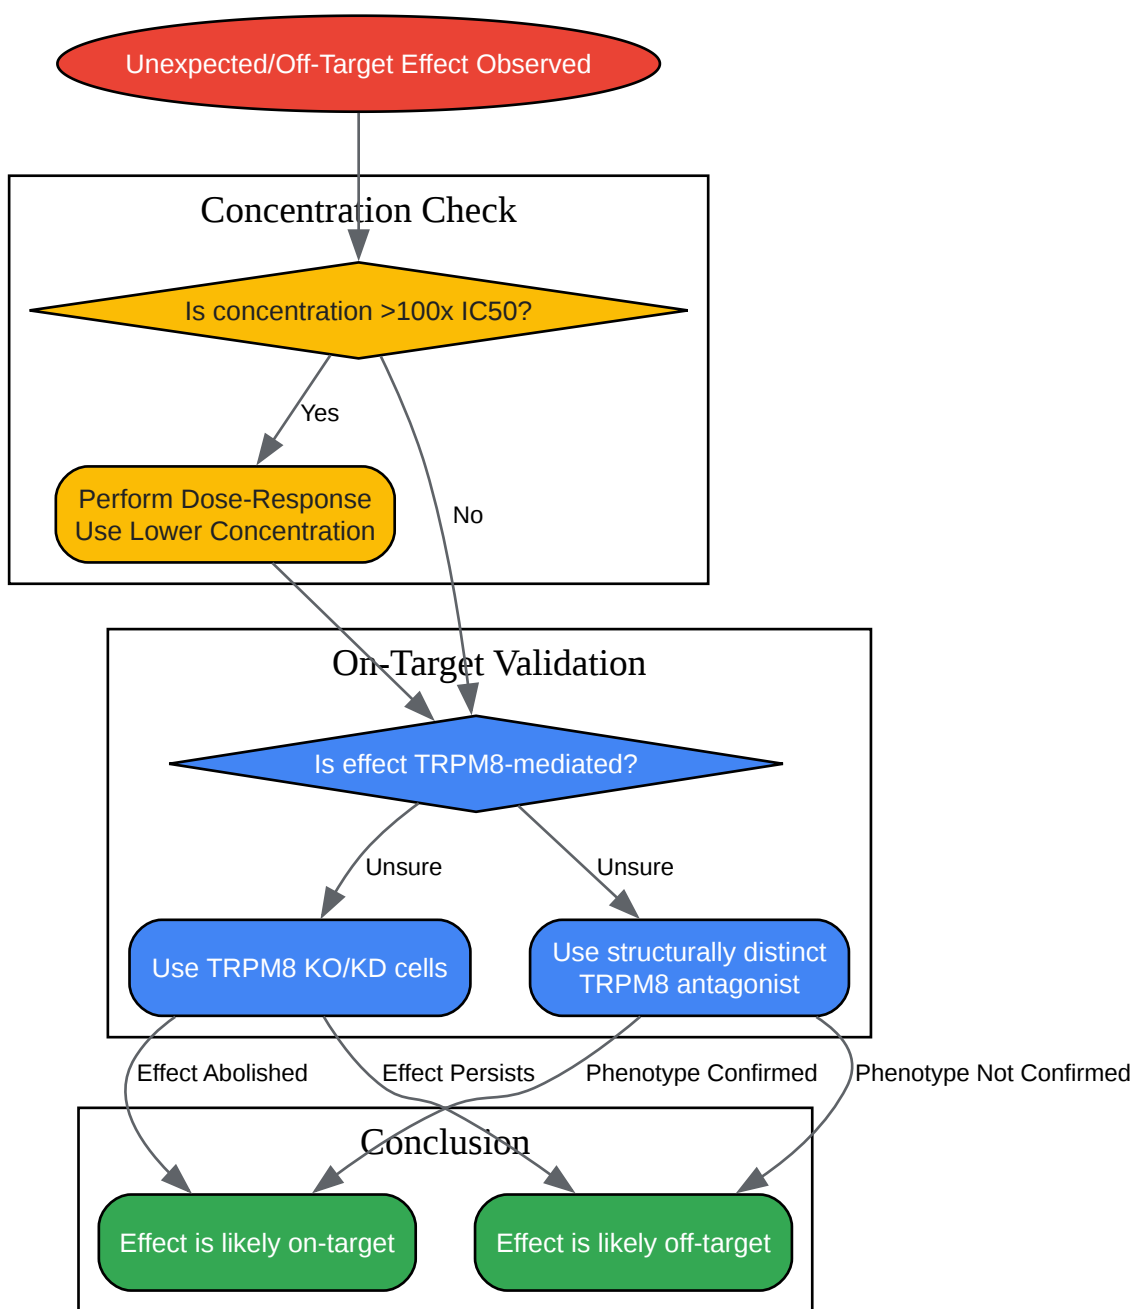 Unexpected/Off-Target Effect Observed
Concentration Check
Is concentration >100x IC50?
Yes
Perform Dose-Response
Use Lower Concentration
No
On-Target Validation
Is effect TRPM8-mediated?
Unsure
Unsure
Use TRPM8 KO/KD cells
Use structurally distinct
TRPM8 antagonist
Effect Abolished
Effect Persists
Phenotype Confirmed
Phenotype Not Confirmed
Conclusion
Effect is likely on-target
Effect is likely off-target